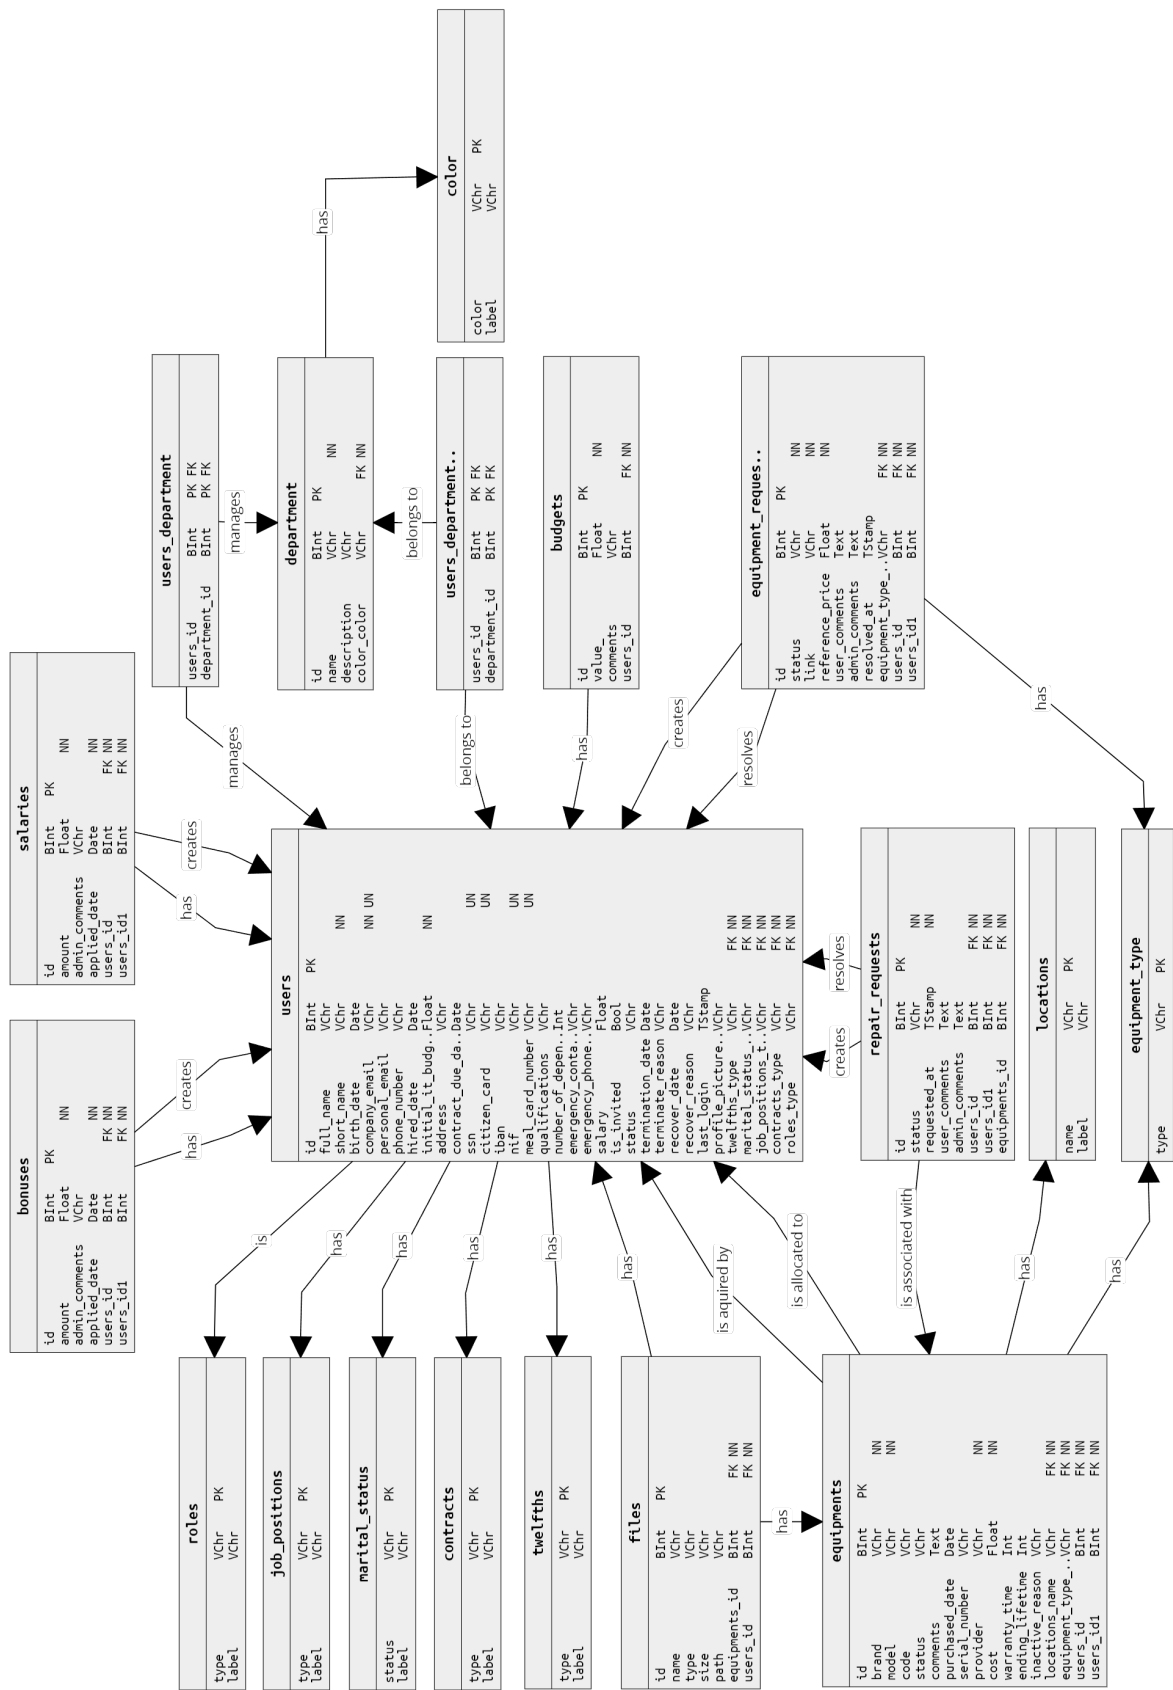 bonuses
id BInt PK
amount Float NN
admin_comments VChr
applied_date Date NN
users_id BInt FK NN
users_id1 BInt FK NN
salaries
id BInt PK
amount Float NN
admin_comments VChr
applied_date Date NN
users_id BInt FK NN
users_id1 BInt FK NN
has
creates
has
creates
users_department
users_id BInt PK FK
department_id BInt PK FK
manages
manages
roles
type VChr PK
label VChr
is
job_positions
type VChr PK
label VChr
has
marital_status
status VChr PK
label VChr
has
contracts
type VChr PK
label VChr
has
twelfths
type VChr PK
label VChr
has
users
id BInt PK
full_name VChr
short_name VChr NN
birth_date Date
company_email VChr NN UN
personal_email VChr
phone_number VChr
hired_date Date
initial_it_budg..Float NN
address VChr
contract_due_da..Date
ssn VChr UN
citizen_card VChr UN
iban VChr
nif VChr UN
meal_card_number VChr UN
qualifications VChr
number_of_depen..Int
emergency_conta..VChr
emergency_phone..VChr
salary Float
is_invited Bool
status VChr
termination_date Date
terminate_reason VChr
recover_date Date
recover_reason VChr
last_login TStamp
profile_picture..VChr
twelfths_type VChr FK NN
marital_status_..VChr FK NN
job_positions_t..VChr FK NN
contracts_type VChr FK NN
roles_type VChr FK NN
department
id BInt PK
name VChr NN
description VChr
color_color VChr FK NN
has
color
color VChr PK
label VChr
belongs to
belongs to
users_department..
users_id BInt PK FK
department_id BInt PK FK
has
budgets
id BInt PK
value_ Float NN
comments VChr
users_id BInt FK NN
files
id BInt PK
name VChr
type VChr
size VChr
path VChr
equipments_id BInt FK NN
users_id BInt FK NN
has
has
is aquired by
is allocated to
creates
resolves
equipment_reques..
id BInt PK
status VChr NN
link VChr NN
reference_price Float NN
user_comments Text
admin_comments Text
resolved_at TStamp
equipment_type_..VChr FK NN
users_id BInt FK NN
users_id1 BInt FK NN
has
creates
resolves
equipments
id BInt PK
brand VChr NN
model VChr NN
code VChr
status VChr
comments Text
purchased_date Date
serial_number VChr
provider VChr NN
cost Float NN
warranty_time Int
ending_lifetime Int
inactive_reason VChr
locations_name VChr FK NN
equipment_type_..VChr FK NN
users_id BInt FK NN
users_id1 BInt FK NN
is associated with
repair_requests
id BInt PK
status VChr NN
requested_at TStamp NN
user_comments Text
admin_comments Text
users_id BInt FK NN
users_id1 BInt FK NN
equipments_id BInt FK NN
has
locations
name VChr PK
label VChr
has
equipment_type
type VChr PK